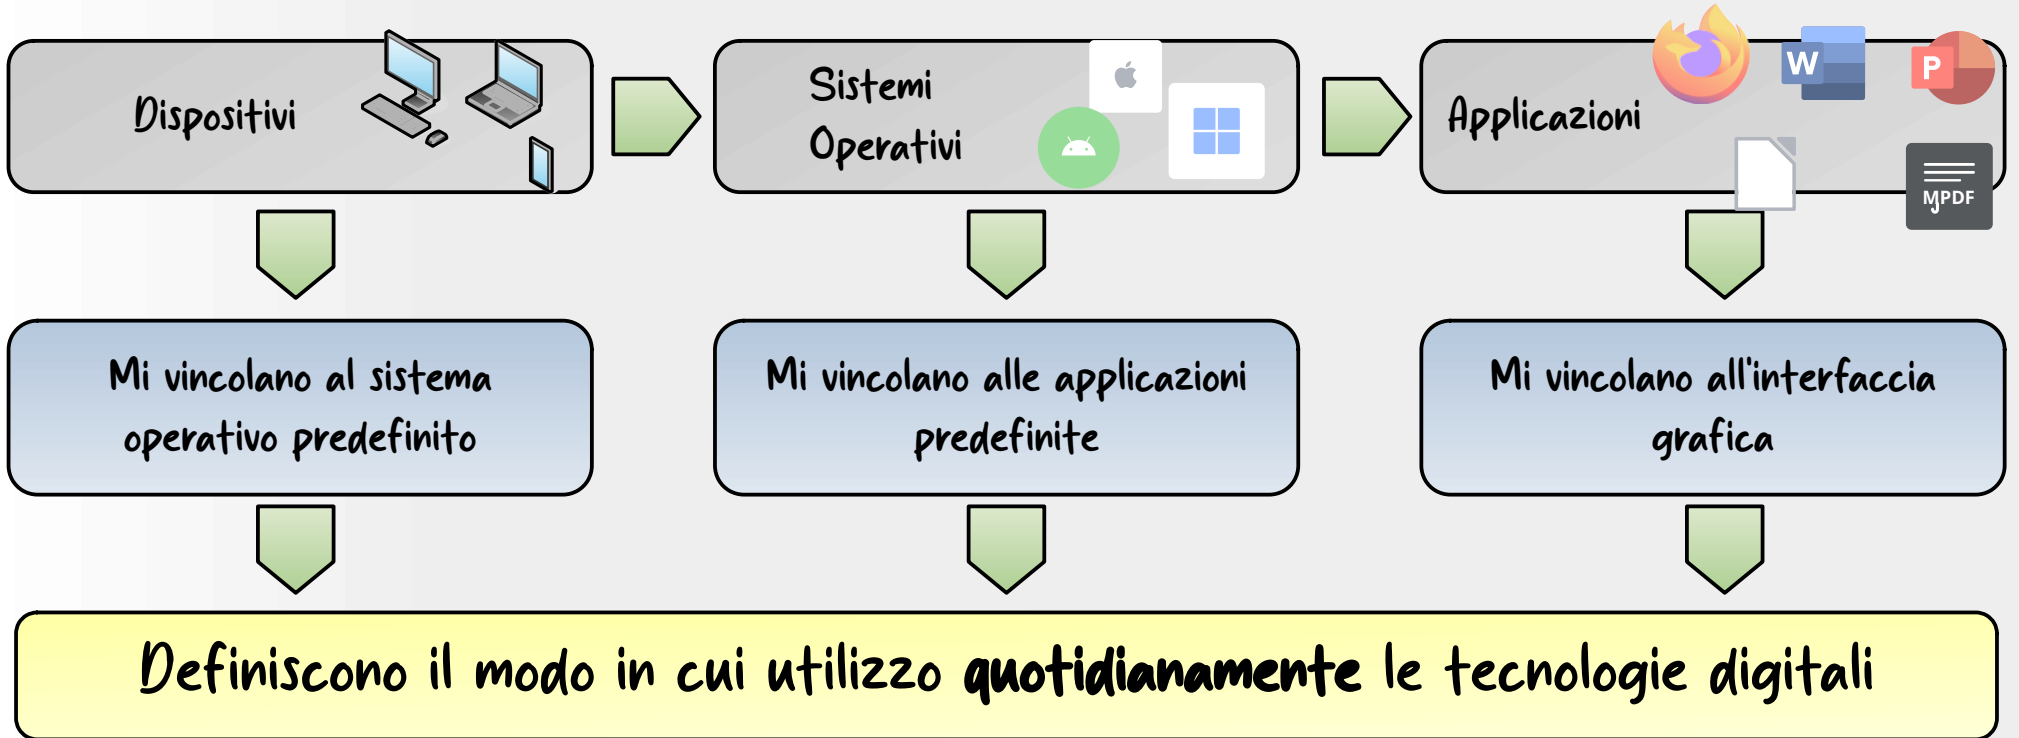 Dispositivi
Sistemi
Operativi
Applicazioni
W
P
MPDF
Mi vincolano al sistema
operativo predefinito
Mi vincolano alle applicazioni
predefinite
Mi vincolano all'interfaccia
grafica
Definiscono il modo in cui utilizzo quotidianamente le tecnologie digitali